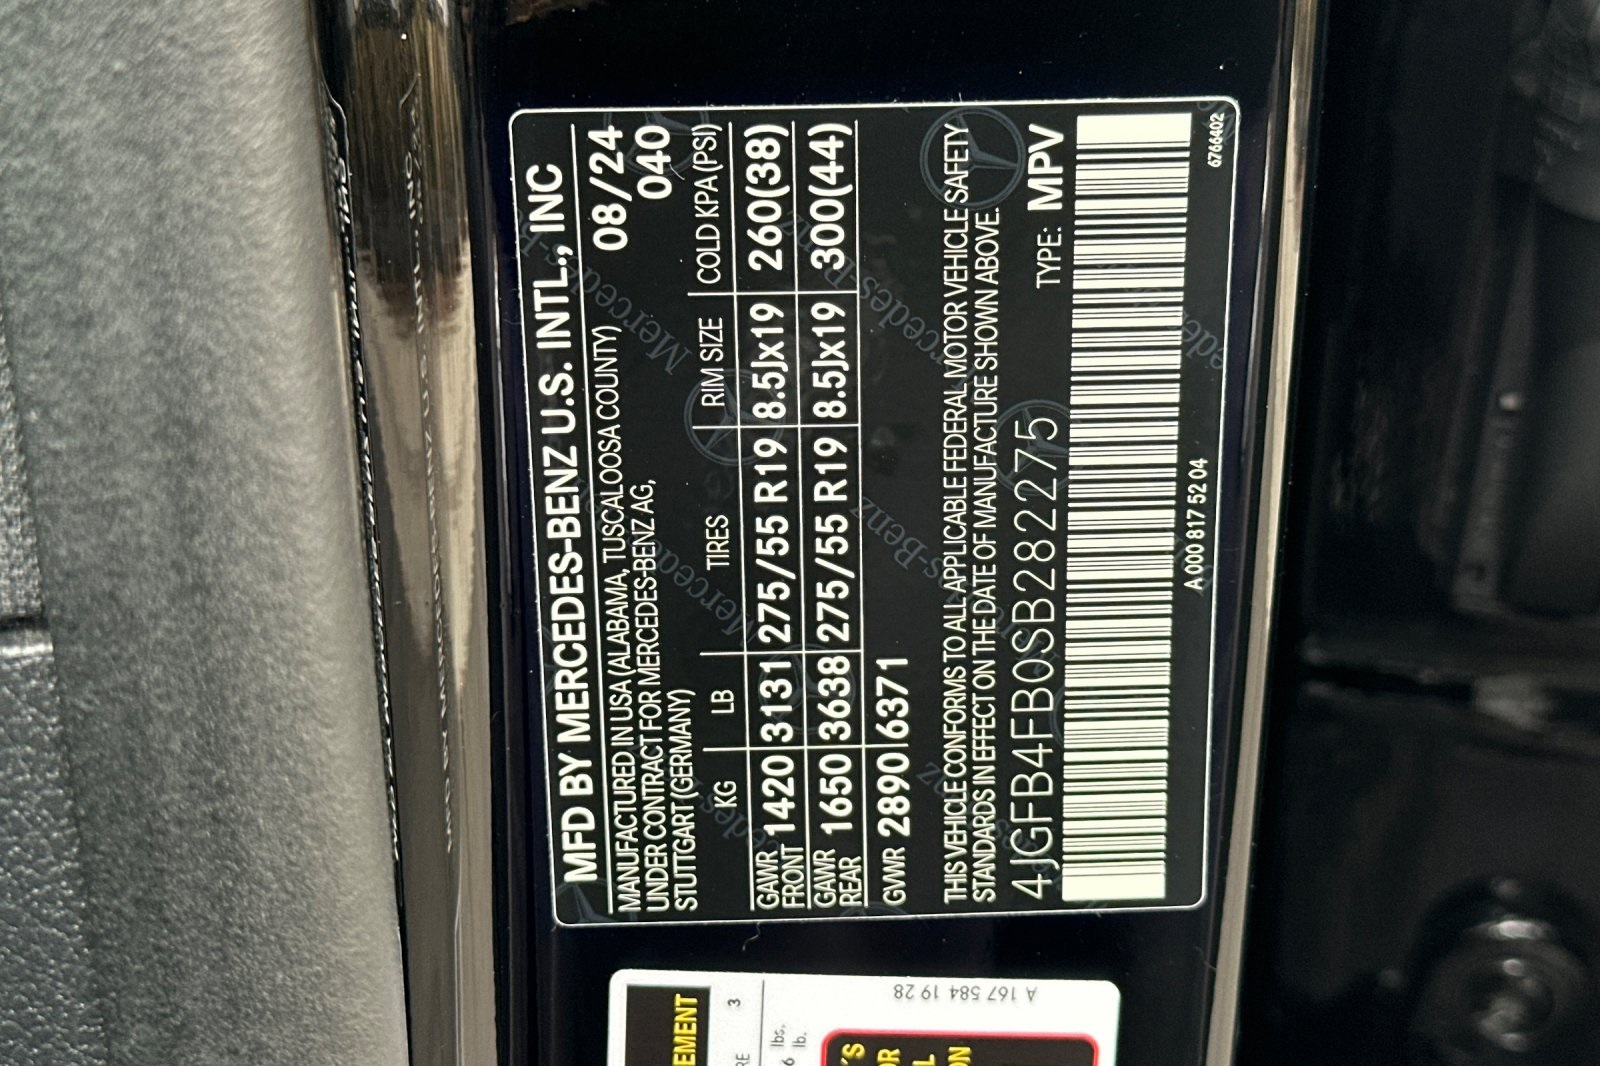 MFD BY MERCEDES-BENZ U.S. INTL., INC
MANUFACTURED IN USA (ALABAMA, TUSCALOOSA COUNTY) 08/24
UNDER CONTRACT FOR MERCEDES-BENZ AG, 040
STUTTGART (GERMANY)
KG LB TIRES RIM SIZE COLD KPA (PSI)
GAWR FRONT 1420 3131 275/55 R19 8.5Jx19 260(38)
GAWR REAR 1650 3638 275/55 R19 8.5Jx19 300(44)
GVWR 2890 6371
THIS VEHICLE CONFORMS TO ALL APPLICABLE FEDERAL MOTOR VEHICLE SAFETY
STANDARDS IN EFFECT ON THE DATE OF MANUFACTURE SHOWN ABOVE.
4JGFB4FB0SB282275 TYPE: MPV
A 000 817 52 04
6766402
A 167 584 19 28
3
lbs.
lb.